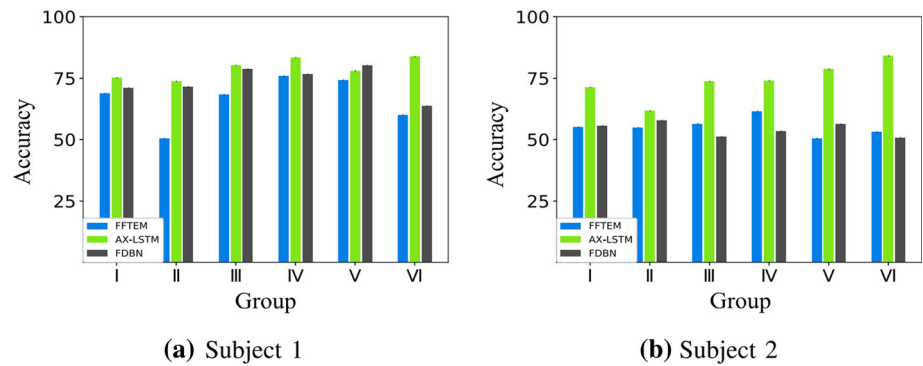 100
75
50
25
Accuracy
FFTEM
AX-LSTM
FDBN
I II III IV V VI
Group
(a) Subject 1
100
75
50
25
Accuracy
FFTEM
AX-LSTM
FDBN
I II III IV V VI
Group
(b) Subject 2